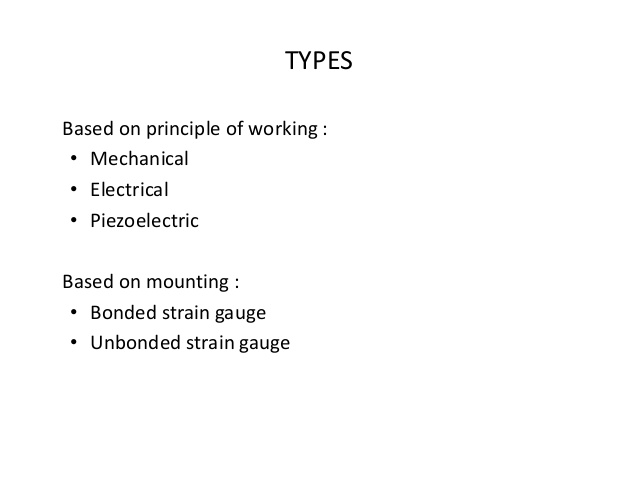 TYPES
Based on principle of working :
• Mechanical
• Electrical
• Piezoelectric
Based on mounting :
• Bonded strain gauge
• Unbonded strain gauge